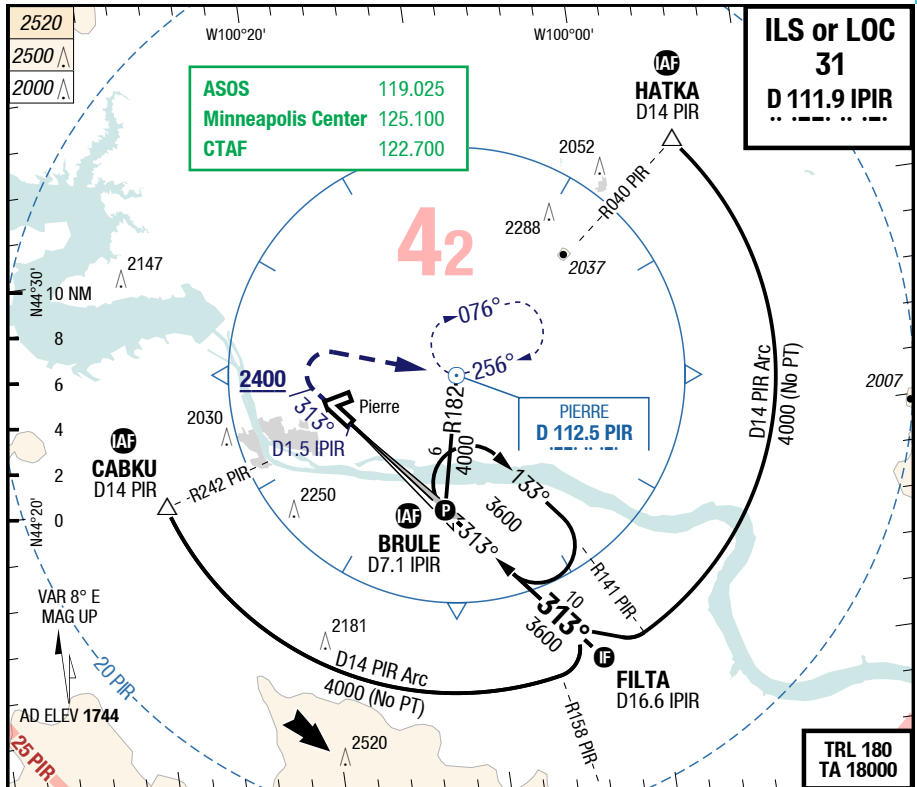 2520
2500
2000
W100°20'
W100°00'
ILS or LOC
31
D 111.9 IPIR
ASOS 119.025
Minneapolis Center 125.100
CTAF 122.700
IAF
HATKA
D14 PIR
2052
R040 PIR
2288
2037
42
2147
N44°30'
10 NM
8
6
4
2
0
N44°20'
076°
256°
2400
313°
D1.5 IPIR
Pierre
PIERRE
D 112.5 PIR
R182
4000
6
D14 PIR Arc
4000 (No PT)
2007
2030
IAF
CABKU
D14 PIR
R242 PIR
2250
IAF
P
BRULE
D7.1 IPIR
133°
3600
313°
R141 PIR
10
313°
3600
IF
FILTA
D16.6 IPIR
VAR 8° E
MAG UP
2181
D14 PIR Arc
4000 (No PT)
20 PIR
AD ELEV 1744
25 PIR
2520
R158 PIR
TRL 180
TA 18000